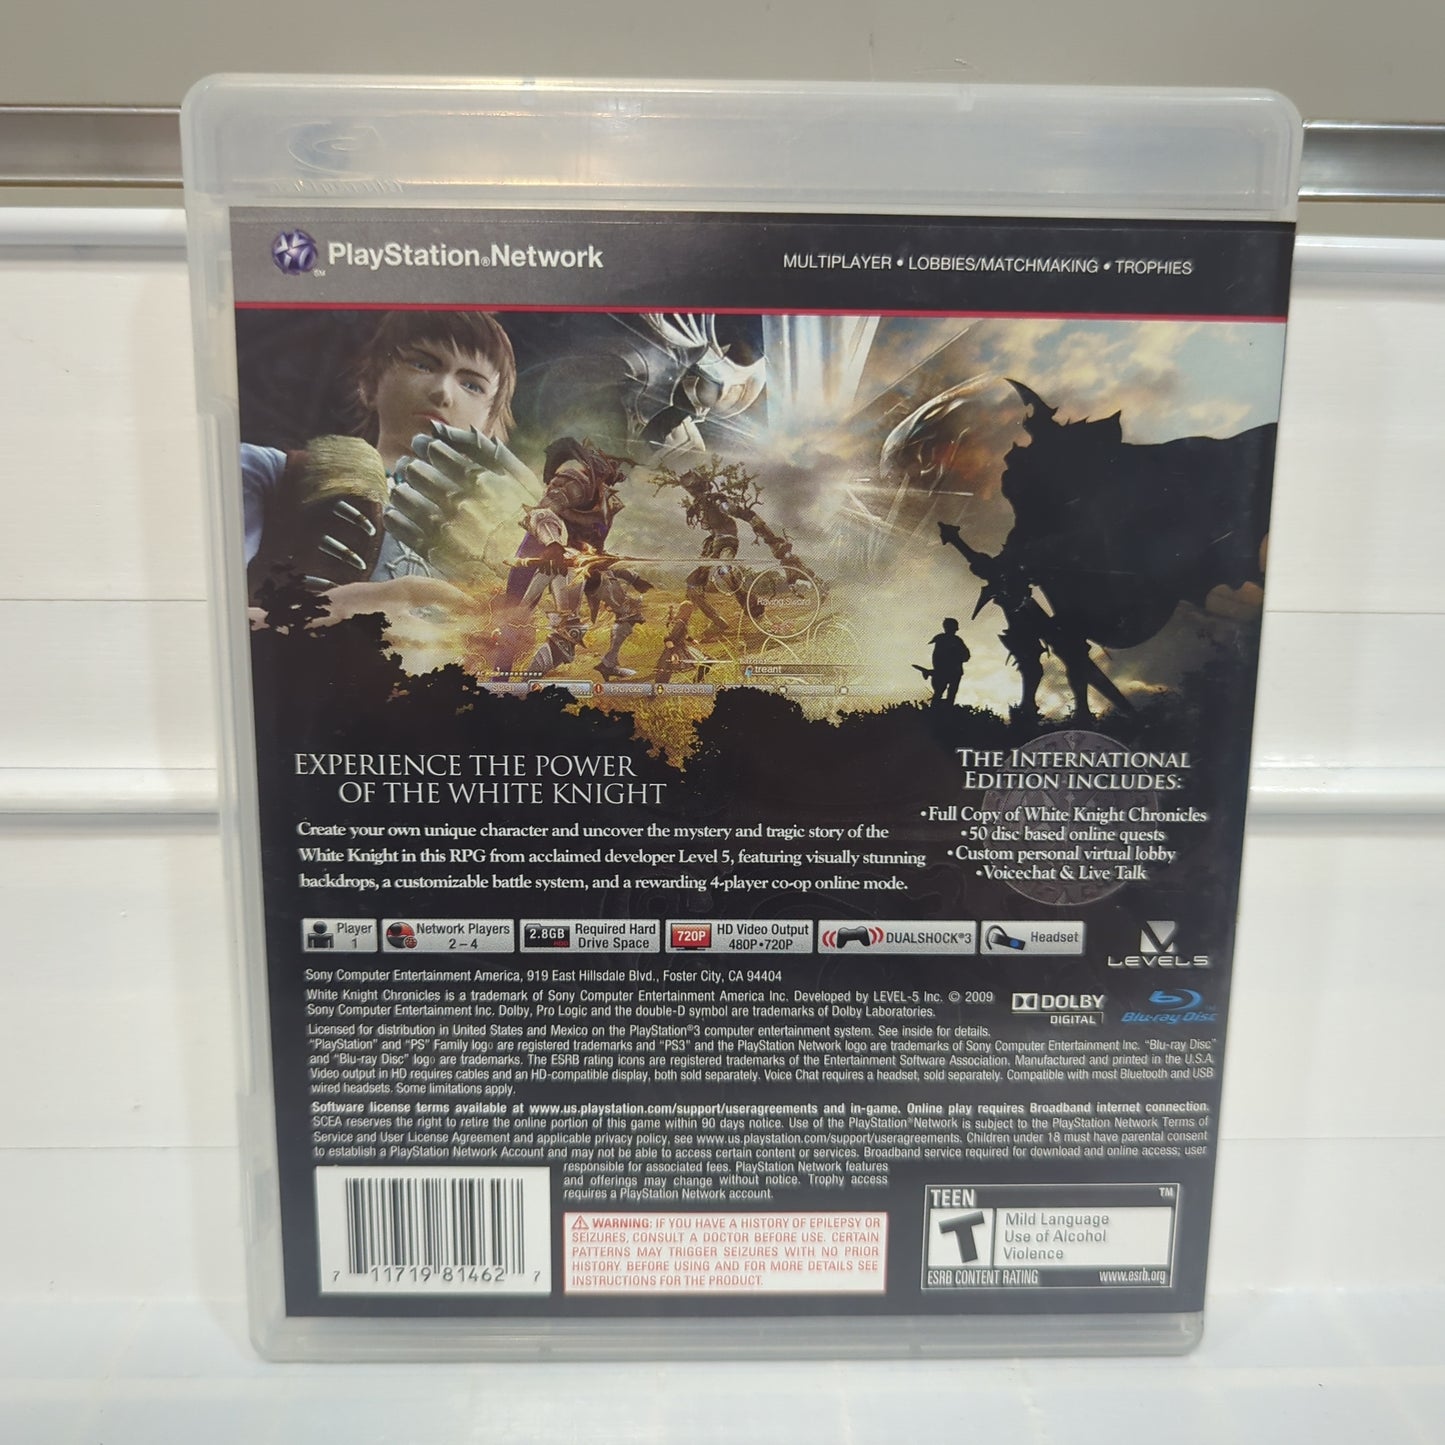 PlayStation®Network
SM
MULTIPLAYER • LOBBIES/MATCHMAKING • TROPHIES
Roving Sword
treant
EXPERIENCE THE POWER
OF THE WHITE KNIGHT
Create your own unique character and uncover the mystery and tragic story of the
White Knight in this RPG from acclaimed developer Level 5, featuring visually stunning
backdrops, a customizable battle system, and a rewarding 4-player co-op online mode.
THE INTERNATIONAL
EDITION INCLUDES:
•Full Copy of White Knight Chronicles
•50 disc based online quests
•Custom personal virtual lobby
•Voicechat & Live Talk
Player
1
Network Players
2 – 4
2.8GB
HDD
Required Hard
Drive Space
720P
HD Video Output
480P•720P
DUALSHOCK®3
Headset
LEVEL5
Sony Computer Entertainment America, 919 East Hillsdale Blvd., Foster City, CA 94404
White Knight Chronicles is a trademark of Sony Computer Entertainment America Inc. Developed by LEVEL-5 Inc. © 2009
Sony Computer Entertainment Inc. Dolby, Pro Logic and the double-D symbol are trademarks of Dolby Laboratories.
DOLBY
DIGITAL
Blu-ray Disc
Licensed for distribution in United States and Mexico on the PlayStation®3 computer entertainment system. See inside for details.
"PlayStation" and "PS" Family logo are registered trademarks and "PS3" and the PlayStation Network logo are trademarks of Sony Computer Entertainment Inc. "Blu-ray Disc"
and "Blu-ray Disc" logo are trademarks. The ESRB rating icons are registered trademarks of the Entertainment Software Association. Manufactured and printed in the U.S.A.
Video output in HD requires cables and an HD-compatible display, both sold separately. Voice Chat requires a headset, sold separately. Compatible with most Bluetooth and USB
wired headsets. Some limitations apply.
Software license terms available at www.us.playstation.com/support/useragreements and in-game. Online play requires Broadband internet connection.
SCEA reserves the right to retire the online portion of this game within 90 days notice. Use of the PlayStation®Network is subject to the PlayStation Network Terms of
Service and User License Agreement and applicable privacy policy, see www.us.playstation.com/support/useragreements. Children under 18 must have parental consent
to establish a PlayStation Network Account and may not be able to access certain content or services. Broadband service required for download and online access; user
responsible for associated fees. PlayStation Network features
and offerings may change without notice. Trophy access
requires a PlayStation Network account.
7 11719 81462 7
WARNING: IF YOU HAVE A HISTORY OF EPILEPSY OR
SEIZURES, CONSULT A DOCTOR BEFORE USE. CERTAIN
PATTERNS MAY TRIGGER SEIZURES WITH NO PRIOR
HISTORY. BEFORE USING AND FOR MORE DETAILS SEE
INSTRUCTIONS FOR THE PRODUCT.
TEEN
TM
T
Mild Language
Use of Alcohol
Violence
ESRB CONTENT RATING
www.esrb.org